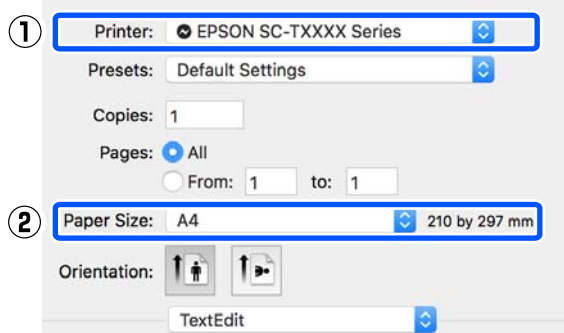 ① Printer: EPSON SC-TXXXX Series
Presets: Default Settings
Copies: 1
Pages: All
From: 1 to: 1
② Paper Size: A4 210 by 297 mm
Orientation:
TextEdit